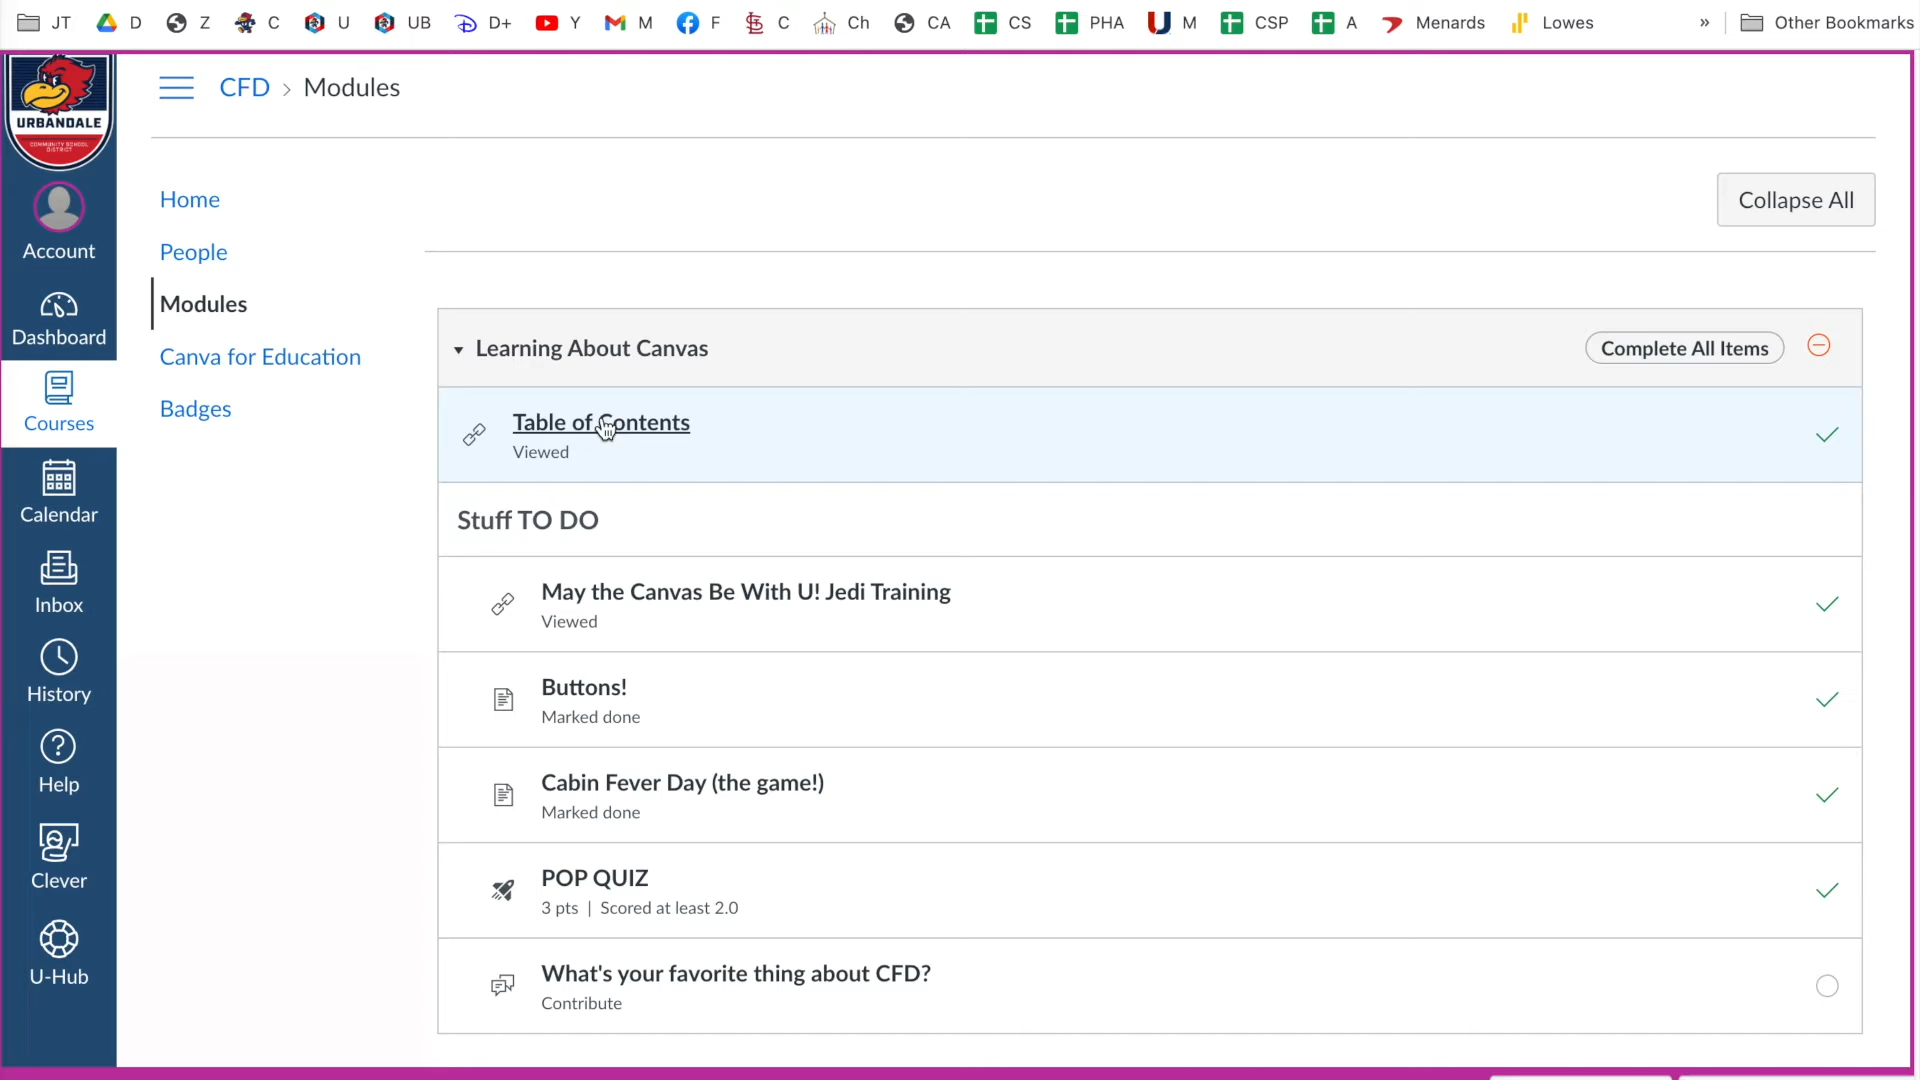 JT D Z C U UB D+ Y M F C Ch CA CS PHA M CSP A Menards Lowes » Other Bookmarks
URBANDALE
COMMUNITY SCHOOL
DISTRICT
CFD › Modules
Account
Dashboard
Courses
Calendar
Inbox
History
Help
Clever
U-Hub
Home
People
Modules
Canva for Education
Badges
Collapse All
Learning About Canvas Complete All Items
Table of Contents
Viewed
Stuff TO DO
May the Canvas Be With U! Jedi Training
Viewed
Buttons!
Marked done
Cabin Fever Day (the game!)
Marked done
POP QUIZ
3 pts | Scored at least 2.0
What's your favorite thing about CFD?
Contribute